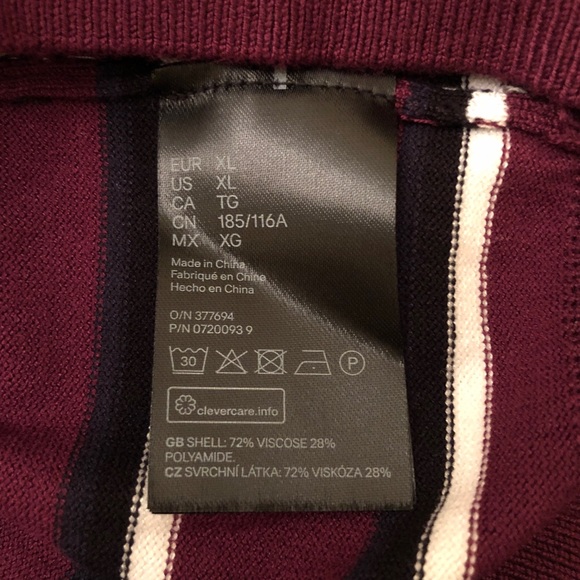 EUR XL
US XL
CA TG
CN 185/116A
MX XG
Made in China
Fabriqué en China
Hecho en China
O/N 377694
P/N 0720093 9
30 P
clevercare.info
GB SHELL: 72% VISCOSE 28%
POLYAMIDE.
CZ SVRCHNÍ LÁTKA: 72% VISKÓZA 28%